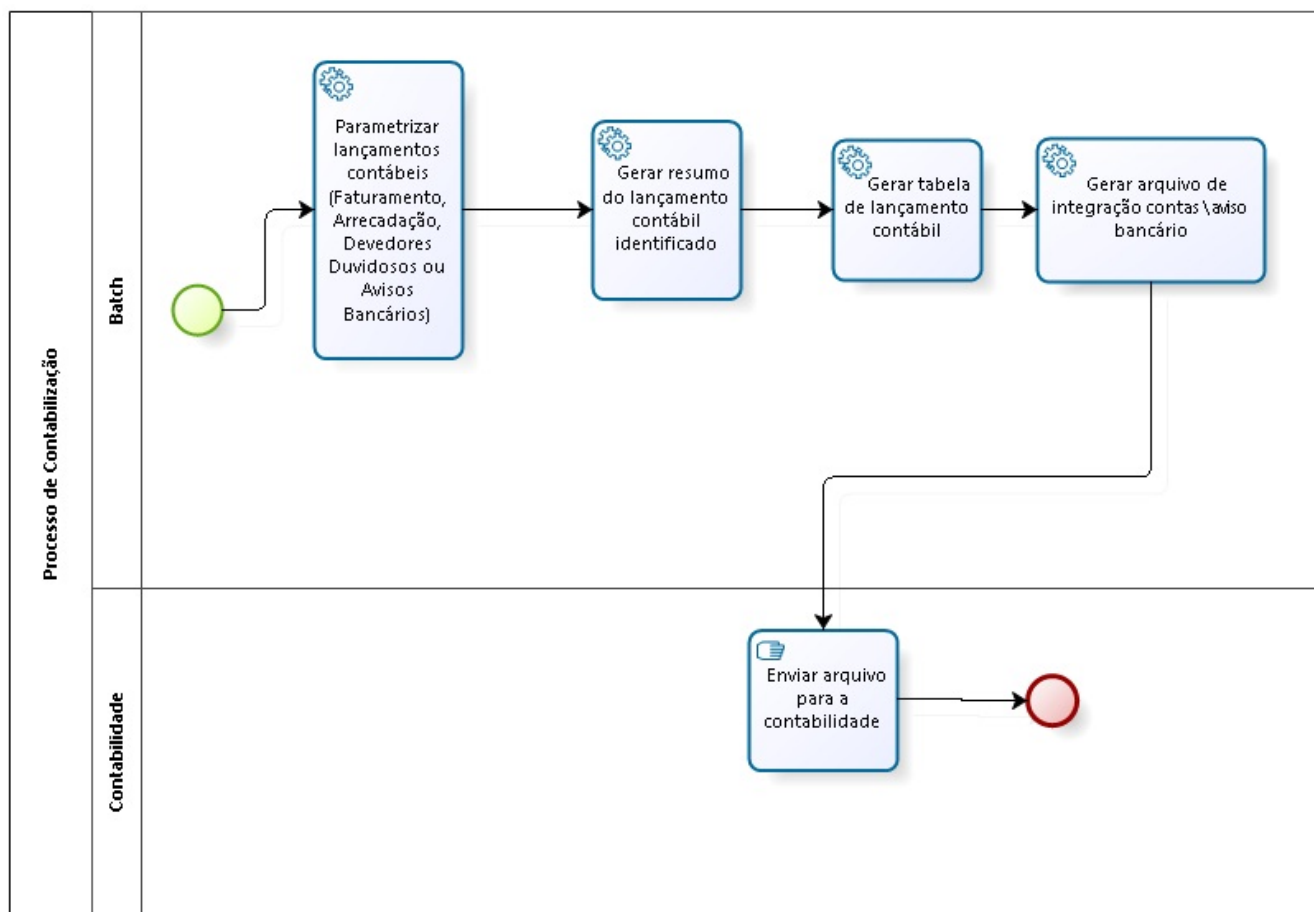 Processo de Contabilização
Batch
Parametrizar
lançamentos
contábeis
(Faturamento,
Arrecadação,
Devedores
Duvidosos ou
Avisos
Bancários)
Gerar resumo
do lançamento
contábil
identificado
Gerar tabela
de lançamento
contábil
Gerar arquivo de
integração contas\aviso
bancário
Contabilidade
Enviar arquivo
para a
contabilidade